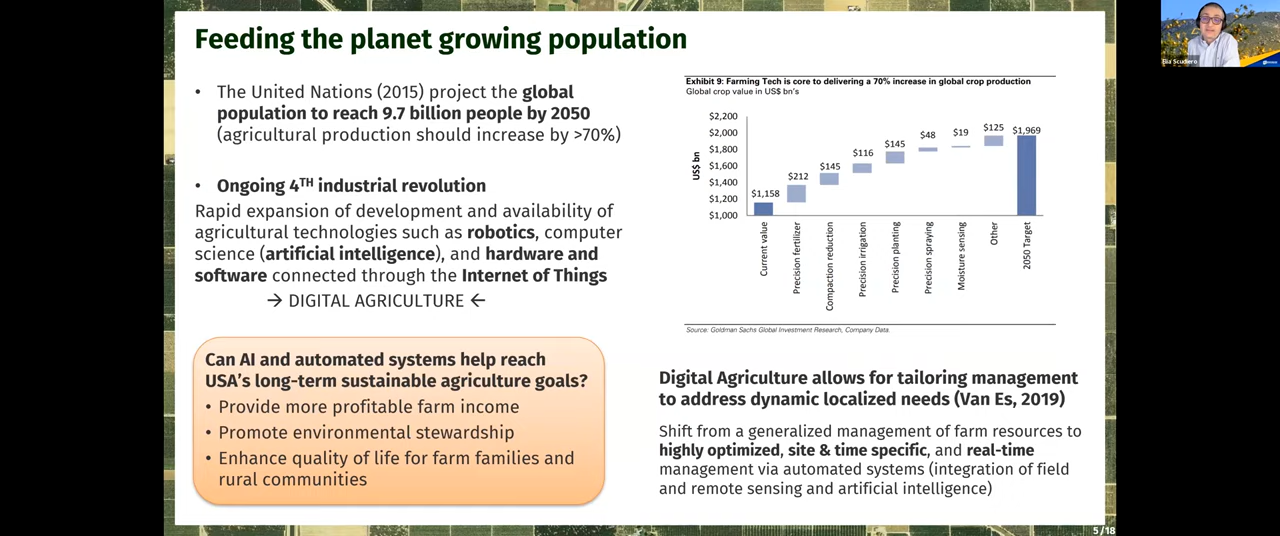 Feeding the planet growing population
• The United Nations (2015) project the global
population to reach 9.7 billion people by 2050
(agricultural production should increase by >70%)
• Ongoing 4TH industrial revolution
Rapid expansion of development and availability of
agricultural technologies such as robotics, computer
science (artificial intelligence), and hardware and
software connected through the Internet of Things
→ DIGITAL AGRICULTURE ←
Can AI and automated systems help reach
USA's long-term sustainable agriculture goals?
• Provide more profitable farm income
• Promote environmental stewardship
• Enhance quality of life for farm families and
rural communities
Exhibit 9: Farming Tech is core to delivering a 70% increase in global crop production
Global crop value in US$ bn's
US$ bn
$2,200
$2,000
$1,800
$1,600
$1,400
$1,200
$1,000
$1,158
$212
$145
$116
$145
$48
$19
$125
$1,969
Current value
Precision fertilizer
Compaction reduction
Precision irrigation
Precision planting
Precision spraying
Moisture sensing
Other
2050 Target
Source: Goldman Sachs Global Investment Research, Company Data.
Digital Agriculture allows for tailoring management
to address dynamic localized needs (Van Es, 2019)
Shift from a generalized management of farm resources to
highly optimized, site & time specific, and real-time
management via automated systems (integration of field
and remote sensing and artificial intelligence)
5 / 18
Elia Scudiero